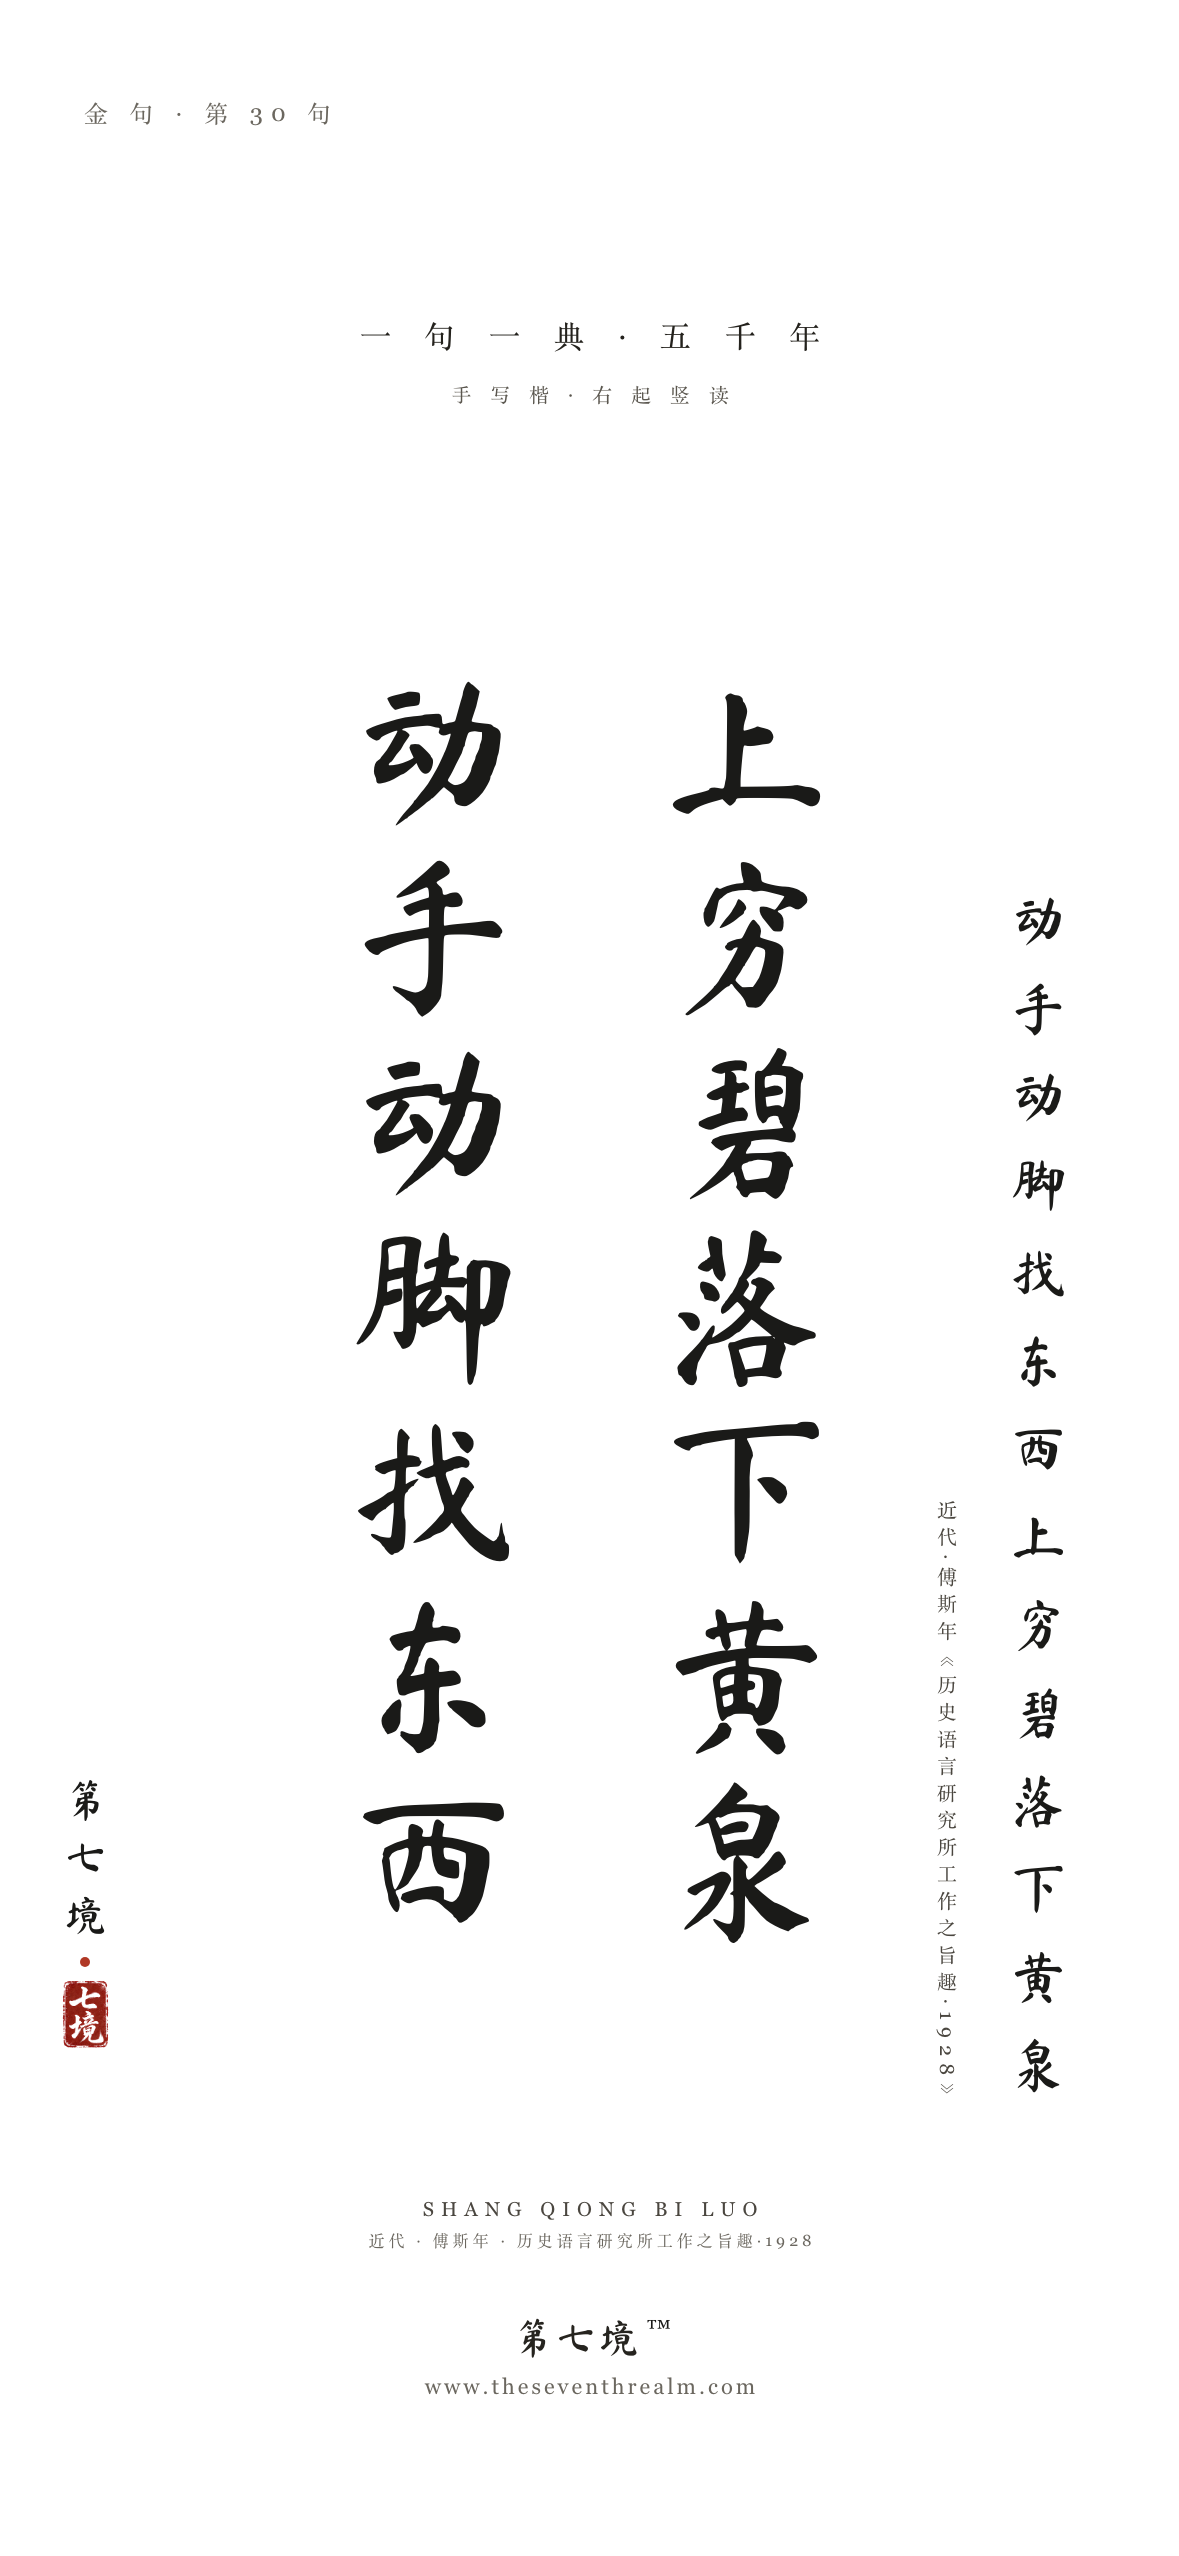 金句·第30句
一句一典·五千年
手写楷·右起竖读
动手动脚找东西上穷碧落下黄泉
近代·傅斯年《历史语言研究所工作之旨趣·1928》
上穷碧落下黄泉
动手动脚找东西
第七境
七境
SHANG QIONG BI LUO
近代 · 傅斯年 · 历史语言研究所工作之旨趣·1928
第七境™
www.theseventhrealm.com